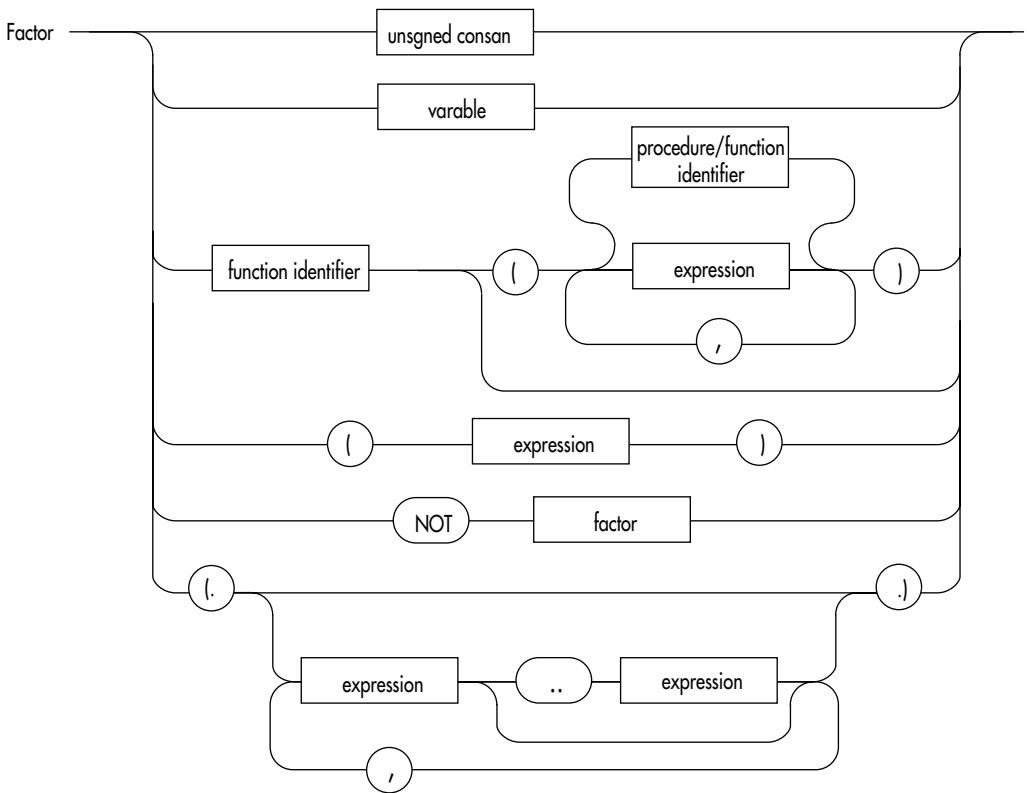 Factor
unsgned consan
varable
procedure/function
identifier
function identifier
(
expression
)
,
(
expression
)
NOT
factor
(.
.)
expression
..
expression
,